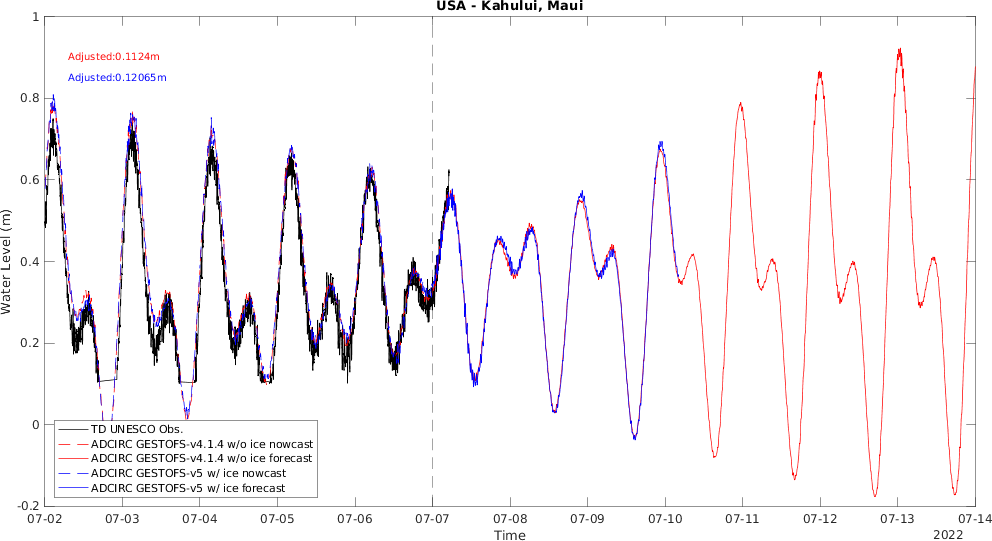 USA - Kahului, Maui
Adjusted:0.1124m
Adjusted:0.12065m
Water Level (m)
1
0.8
0.6
0.4
0.2
0
-0.2
TD UNESCO Obs.
ADCIRC GESTOFS-v4.1.4 w/o ice nowcast
ADCIRC GESTOFS-v4.1.4 w/o ice forecast
ADCIRC GESTOFS-v5 w/ ice nowcast
ADCIRC GESTOFS-v5 w/ ice forecast
07-02 07-03 07-04 07-05 07-06 07-07 07-08 07-09 07-10 07-11 07-12 07-13 07-14
Time
2022